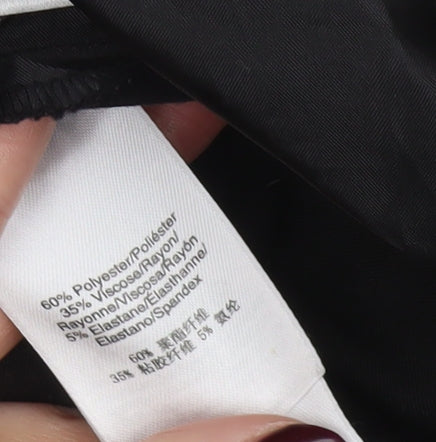 60% Polyester/Poliéster
35% Viscose/Rayon/
Rayonne/Viscosa/Rayón
5% Elastane/Élasthanne/
Elastano/Spandex
60% 聚酯纤维
35% 粘胶纤维 5% 氨纶